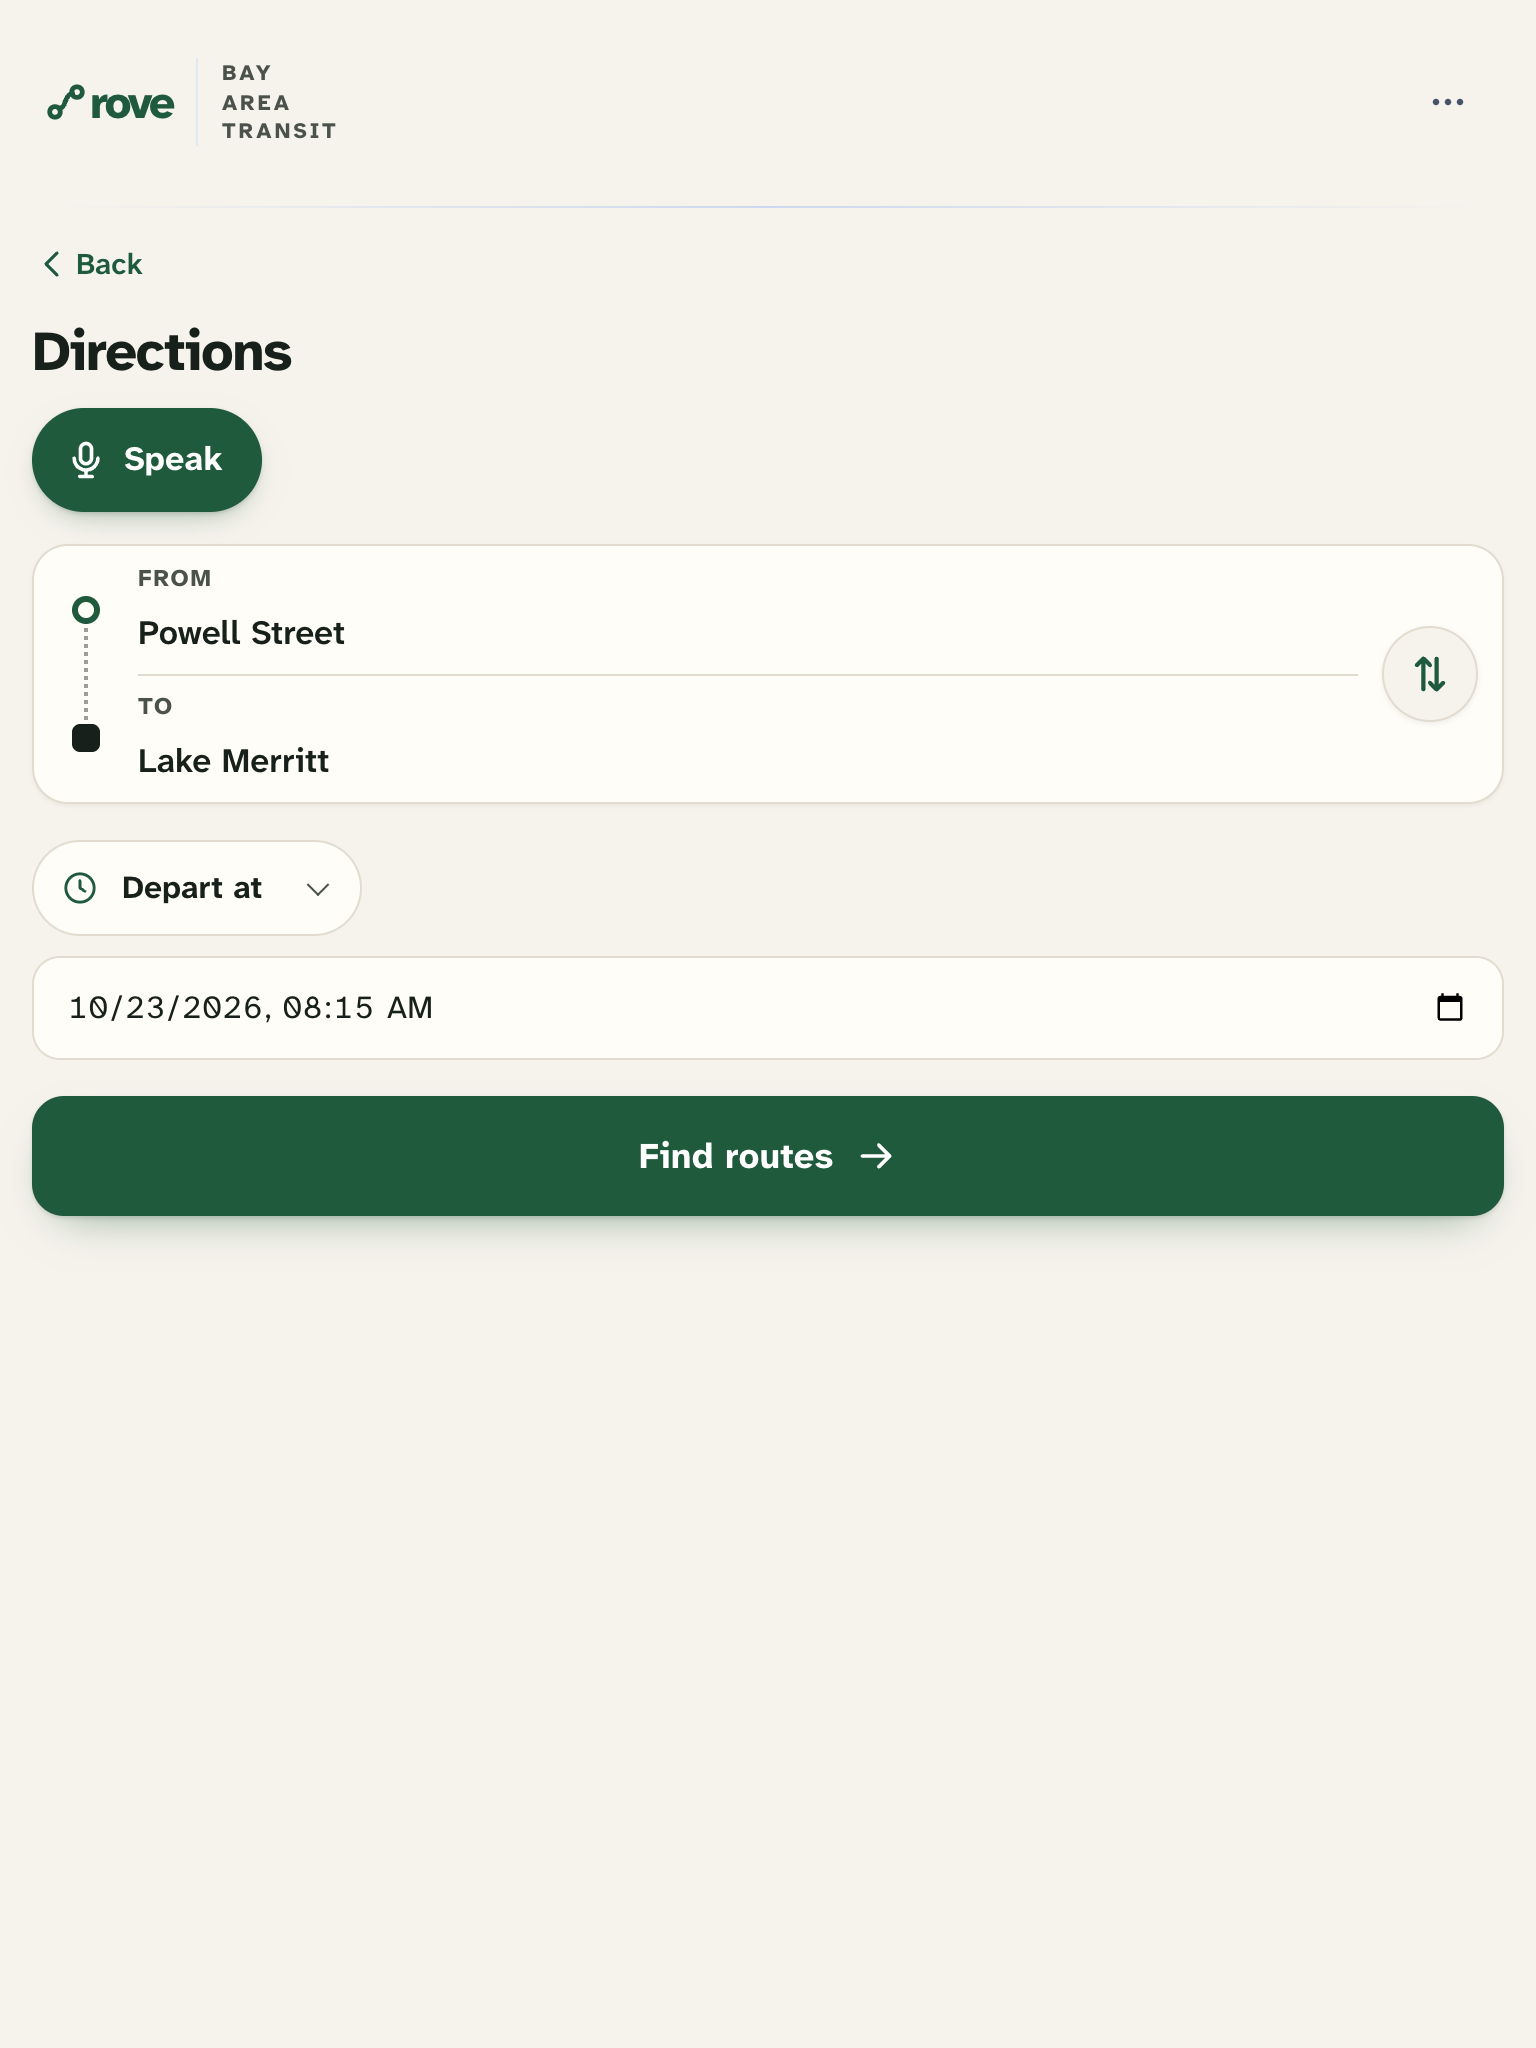 rove
BAY
AREA
TRANSIT
Back
Directions
Speak
FROM
Powell Street
TO
Lake Merritt
Depart at
10/23/2026, 08:15 AM
Find routes